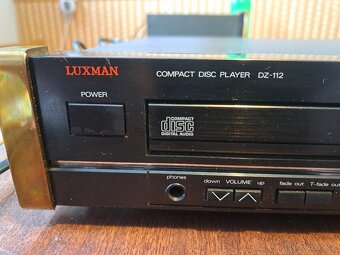 LUXMAN COMPACT DISC PLAYER DZ-112
POWER
COMPACT
disc
DIGITAL AUDIO
phones down VOLUME up fade out T-fade out